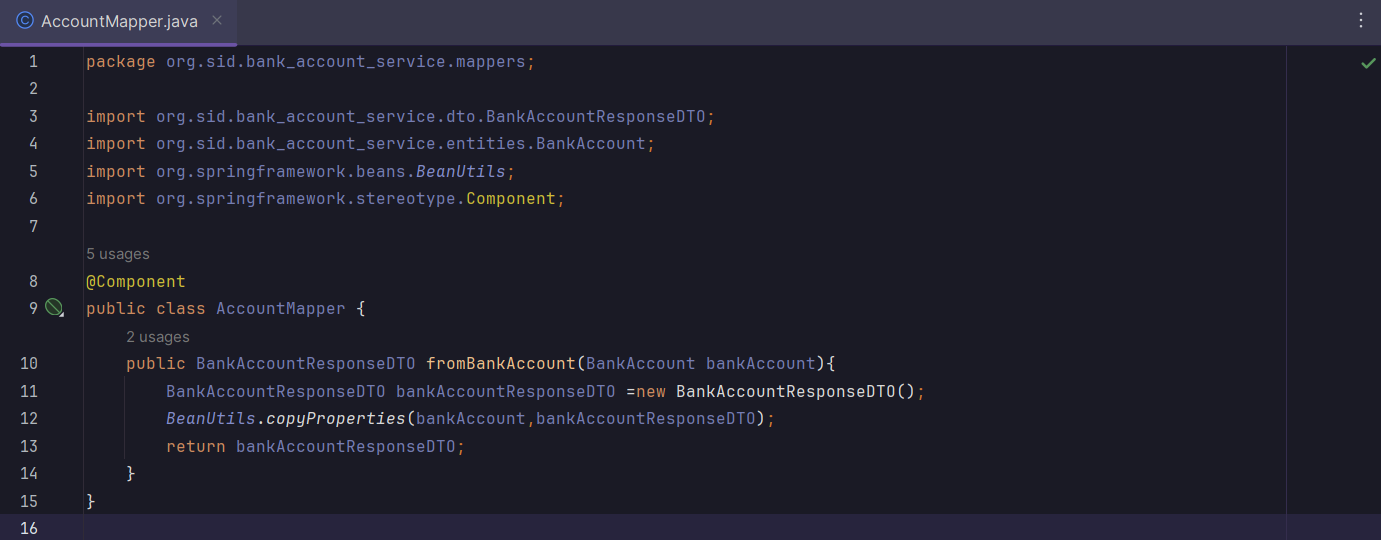 AccountMapper.java
1 package org.sid.bank_account_service.mappers;
2
3 import org.sid.bank_account_service.dto.BankAccountResponseDTO;
4 import org.sid.bank_account_service.entities.BankAccount;
5 import org.springframework.beans.BeanUtils;
6 import org.springframework.stereotype.Component;
7
5 usages
8 @Component
9 public class AccountMapper {
2 usages
10 public BankAccountResponseDTO fromBankAccount(BankAccount bankAccount){
11 BankAccountResponseDTO bankAccountResponseDTO =new BankAccountResponseDTO();
12 BeanUtils.copyProperties(bankAccount,bankAccountResponseDTO);
13 return bankAccountResponseDTO;
14 }
15 }
16